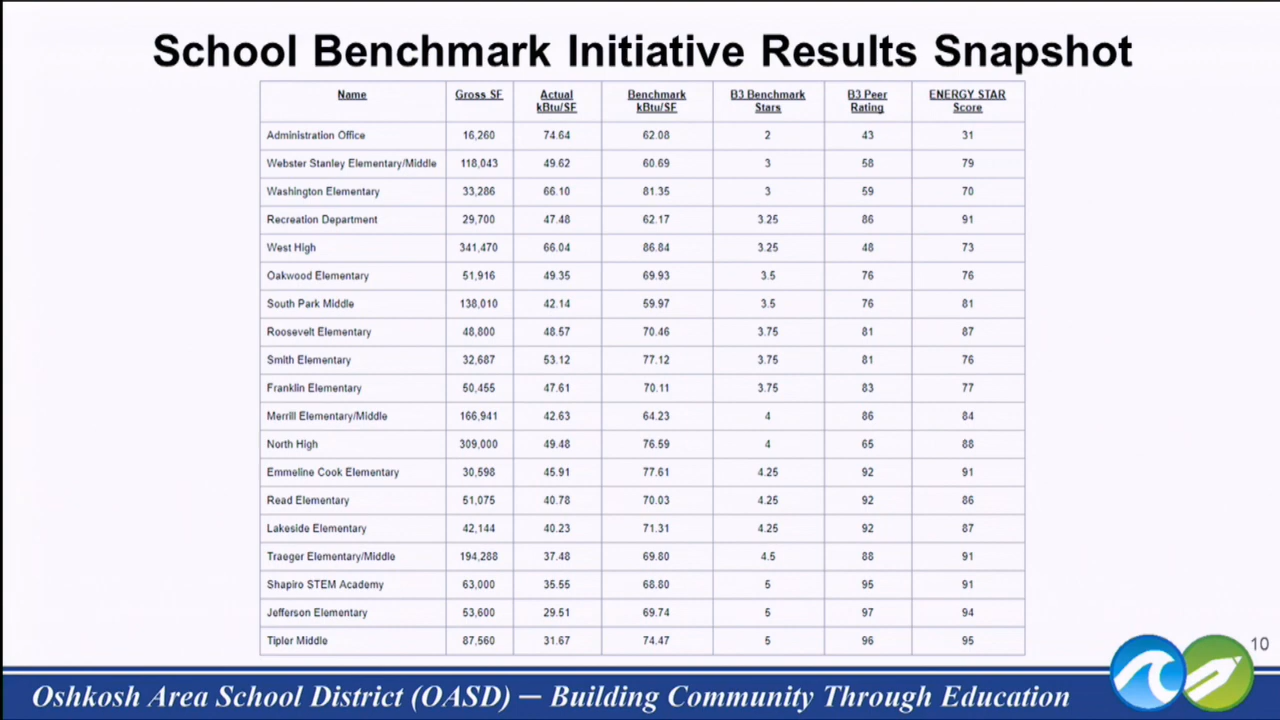 School Benchmark Initiative Results Snapshot
Name Gross SF Actual kBtu/SF Benchmark kBtu/SF B3 Benchmark Stars B3 Peer Rating ENERGY STAR Score
Administration Office 16,260 74.64 62.08 2 43 31
Webster Stanley Elementary/Middle 118,043 49.62 60.69 3 58 79
Washington Elementary 33,286 66.10 81.35 3 59 70
Recreation Department 29,700 47.48 62.17 3.25 86 91
West High 341,470 66.04 86.84 3.25 48 73
Oakwood Elementary 51,916 49.35 69.93 3.5 76 76
South Park Middle 138,010 42.14 59.97 3.5 76 81
Roosevelt Elementary 48,800 48.57 70.46 3.75 81 87
Smith Elementary 32,687 53.12 77.12 3.75 81 76
Franklin Elementary 50,455 47.61 70.11 3.75 83 77
Merrill Elementary/Middle 166,941 42.63 64.23 4 86 84
North High 309,000 49.48 76.59 4 65 88
Emmeline Cook Elementary 30,598 45.91 77.61 4.25 92 91
Read Elementary 51,075 40.78 70.03 4.25 92 86
Lakeside Elementary 42,144 40.23 71.31 4.25 92 87
Traeger Elementary/Middle 194,288 37.48 69.80 4.5 88 91
Shapiro STEM Academy 63,000 35.55 68.80 5 95 91
Jefferson Elementary 53,600 29.51 69.74 5 97 94
Tipler Middle 87,560 31.67 74.47 5 96 95
10
Oshkosh Area School District (OASD) — Building Community Through Education